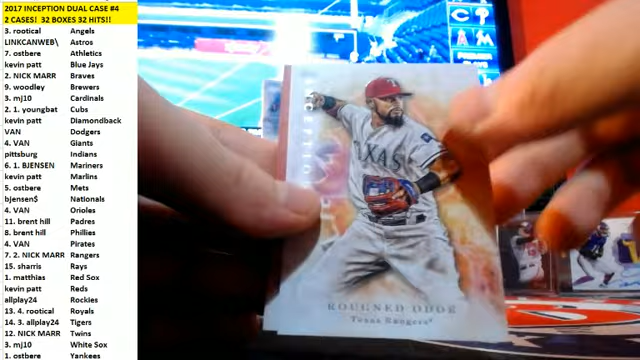 2017 INCEPTION DUAL CASE #4
2 CASES! 32 BOXES 32 HITS!!
3. rootical Angels
LINKCANWEB\ Astros
7. ostbere Athletics
kevin patt Blue Jays
2. NICK MARR Braves
9. woodley Brewers
3. mj10 Cardinals
2. 1. youngbat Cubs
kevin patt Diamondback
VAN Dodgers
4. VAN Giants
pittsburg Indians
6. 1. BJENSEN Mariners
kevin patt Marlins
5. ostbere Mets
bjensen$ Nationals
4. VAN Orioles
11. brent hill Padres
8. brent hill Phillies
4. VAN Pirates
7. 2. NICK MARR Rangers
15. sharris Rays
1. matthias Red Sox
kevin patt Reds
allplay24 Rockies
13. 4. rootical Royals
14. 3. allplay24 Tigers
12. NICK MARR Twins
3. mj10 White Sox
1. ostbere Yankees
TEXAS
ROUGNED ODOR
Texas Rangers®